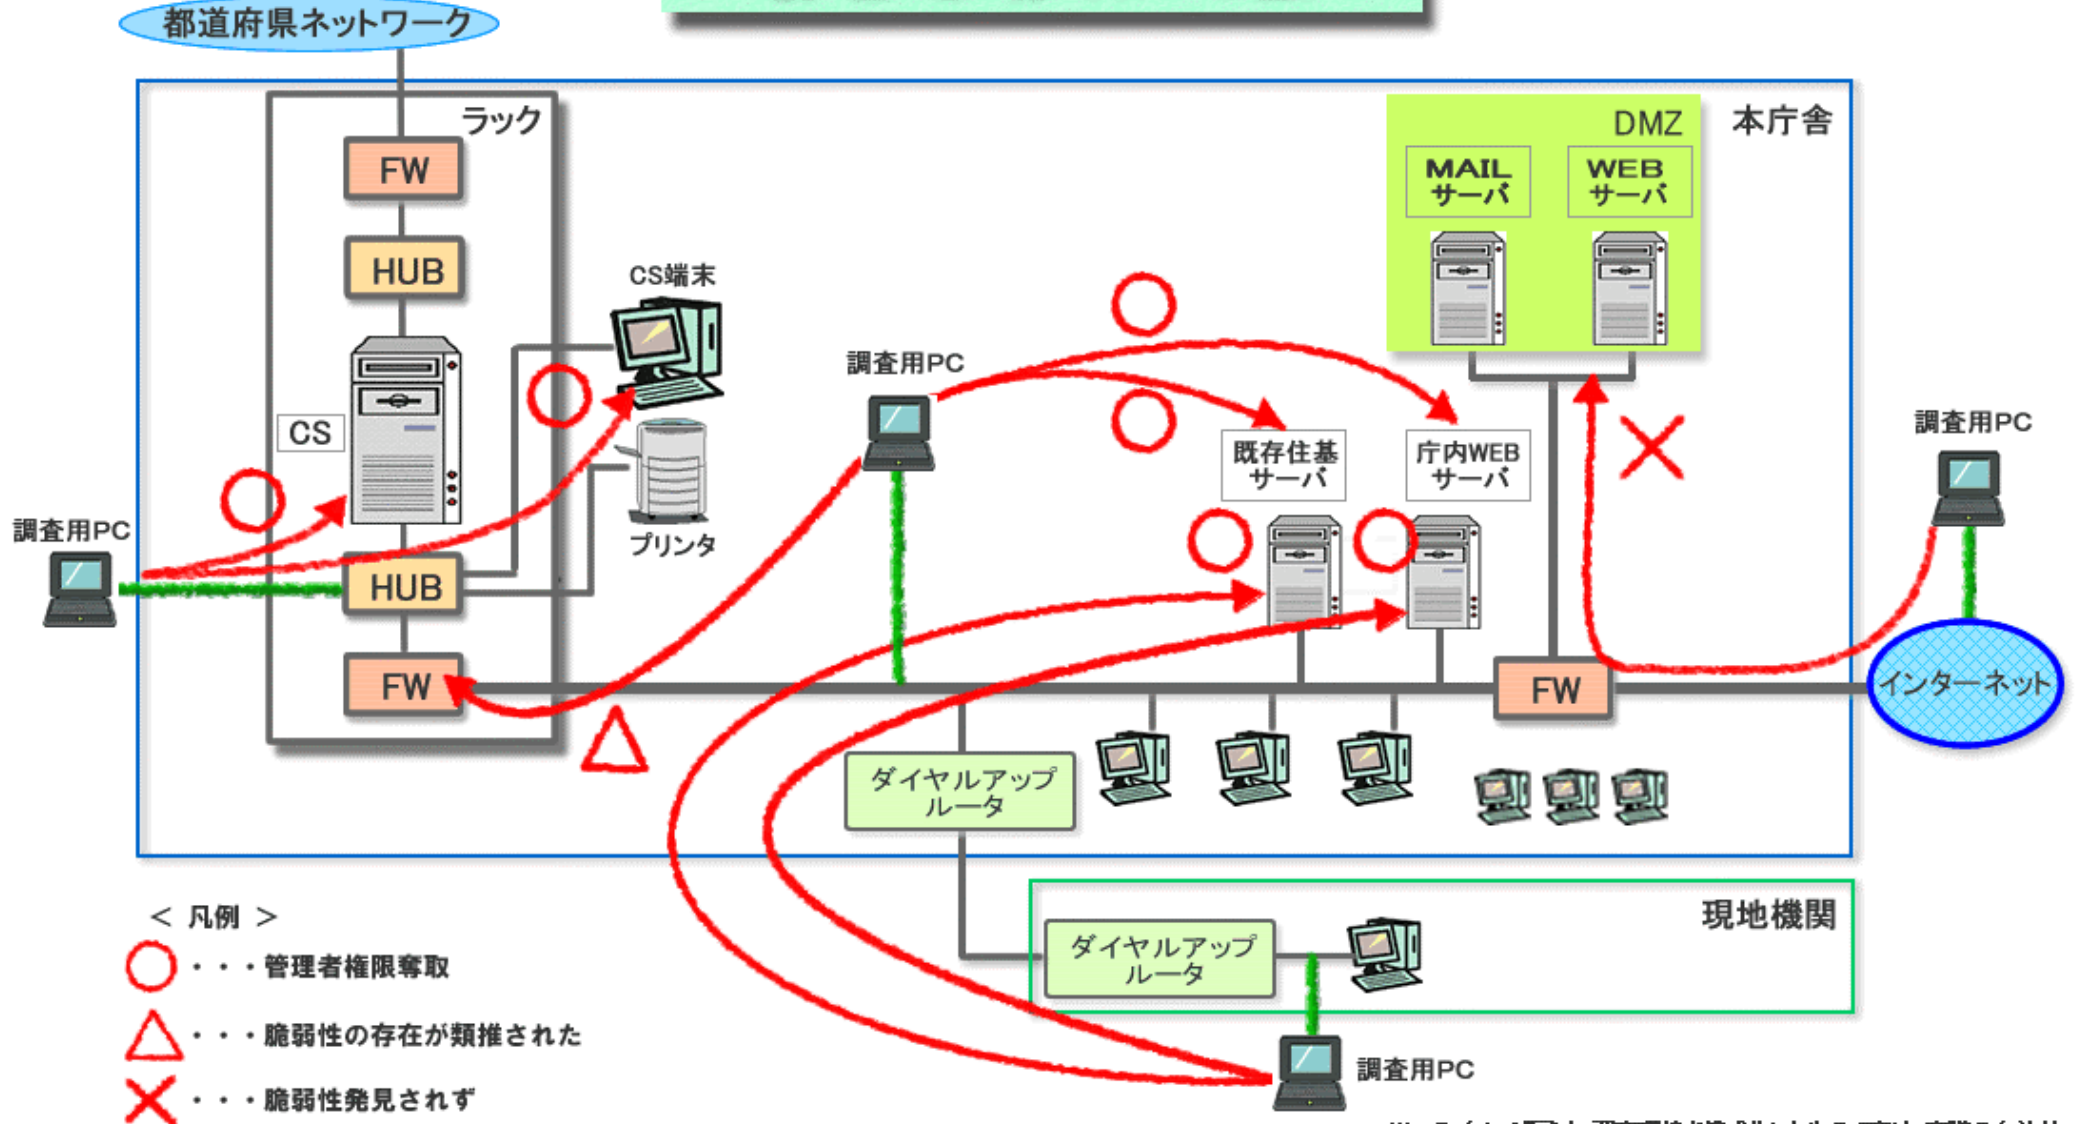 都道府県ネットワーク
本庁舎
ラック
FW
HUB
CS
HUB
FW
CS端末
プリンタ
調査用PC
調査用PC
DMZ
MAIL
サーバ
WEB
サーバ
既存住基
サーバ
庁内WEB
サーバ
調査用PC
インターネット
FW
ダイヤルアップ
ルータ
現地機関
ダイヤルアップ
ルータ
調査用PC
＜ 凡例 ＞
・・・管理者権限奪取
・・・脆弱性の存在が類推された
・・・脆弱性発見されず